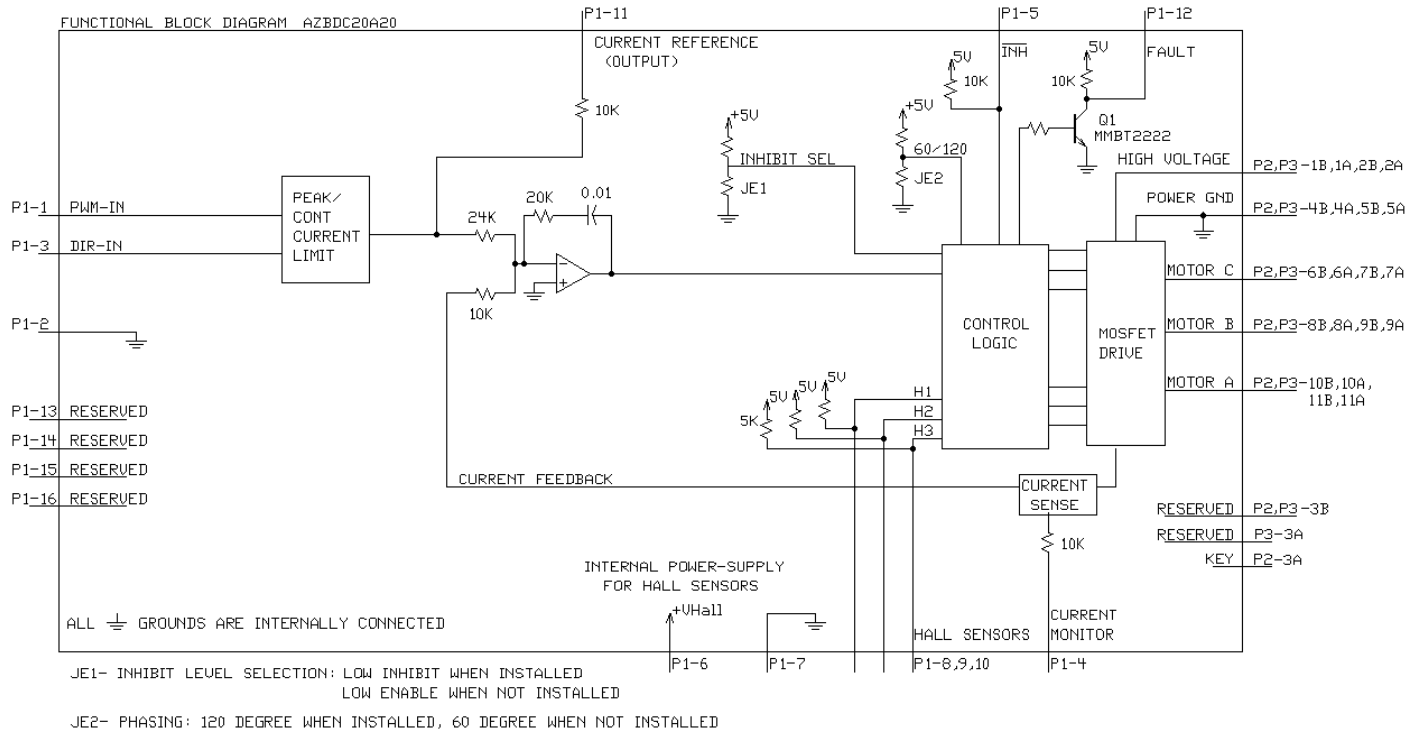 FUNCTIONAL BLOCK DIAGRAM AZBDC20A20
P1-11
P1-5
P1-12
CURRENT REFERENCE
(OUTPUT)
INH
FAULT
10K
5V
10K
5V
10K
Q1
MMBT2222
+5V
INHIBIT SEL
JE1
+5V
60/120
JE2
HIGH VOLTAGE
P2,P3-1B,1A,2B,2A
POWER GND
P2,P3-4B,4A,5B,5A
P1-1
PWM-IN
P1-3
DIR-IN
PEAK/
CONT
CURRENT
LIMIT
24K
20K
0.01
-
+
10K
P1-2
CONTROL
LOGIC
MOSFET
DRIVE
MOTOR C
P2,P3-6B,6A,7B,7A
MOTOR B
P2,P3-8B,8A,9B,9A
MOTOR A
P2,P3-10B,10A,
11B,11A
5V
5V
5V
5K
H1
H2
H3
P1-13 RESERVED
P1-14 RESERVED
P1-15 RESERVED
P1-16 RESERVED
CURRENT FEEDBACK
CURRENT
SENSE
10K
RESERVED P2,P3-3B
RESERVED P3-3A
KEY P2-3A
INTERNAL POWER-SUPPLY
FOR HALL SENSORS
+VHall
ALL GROUNDS ARE INTERNALLY CONNECTED
HALL SENSORS
CURRENT
MONITOR
P1-6
P1-7
P1-8,9,10
P1-4
JE1- INHIBIT LEVEL SELECTION: LOW INHIBIT WHEN INSTALLED
LOW ENABLE WHEN NOT INSTALLED
JE2- PHASING: 120 DEGREE WHEN INSTALLED, 60 DEGREE WHEN NOT INSTALLED